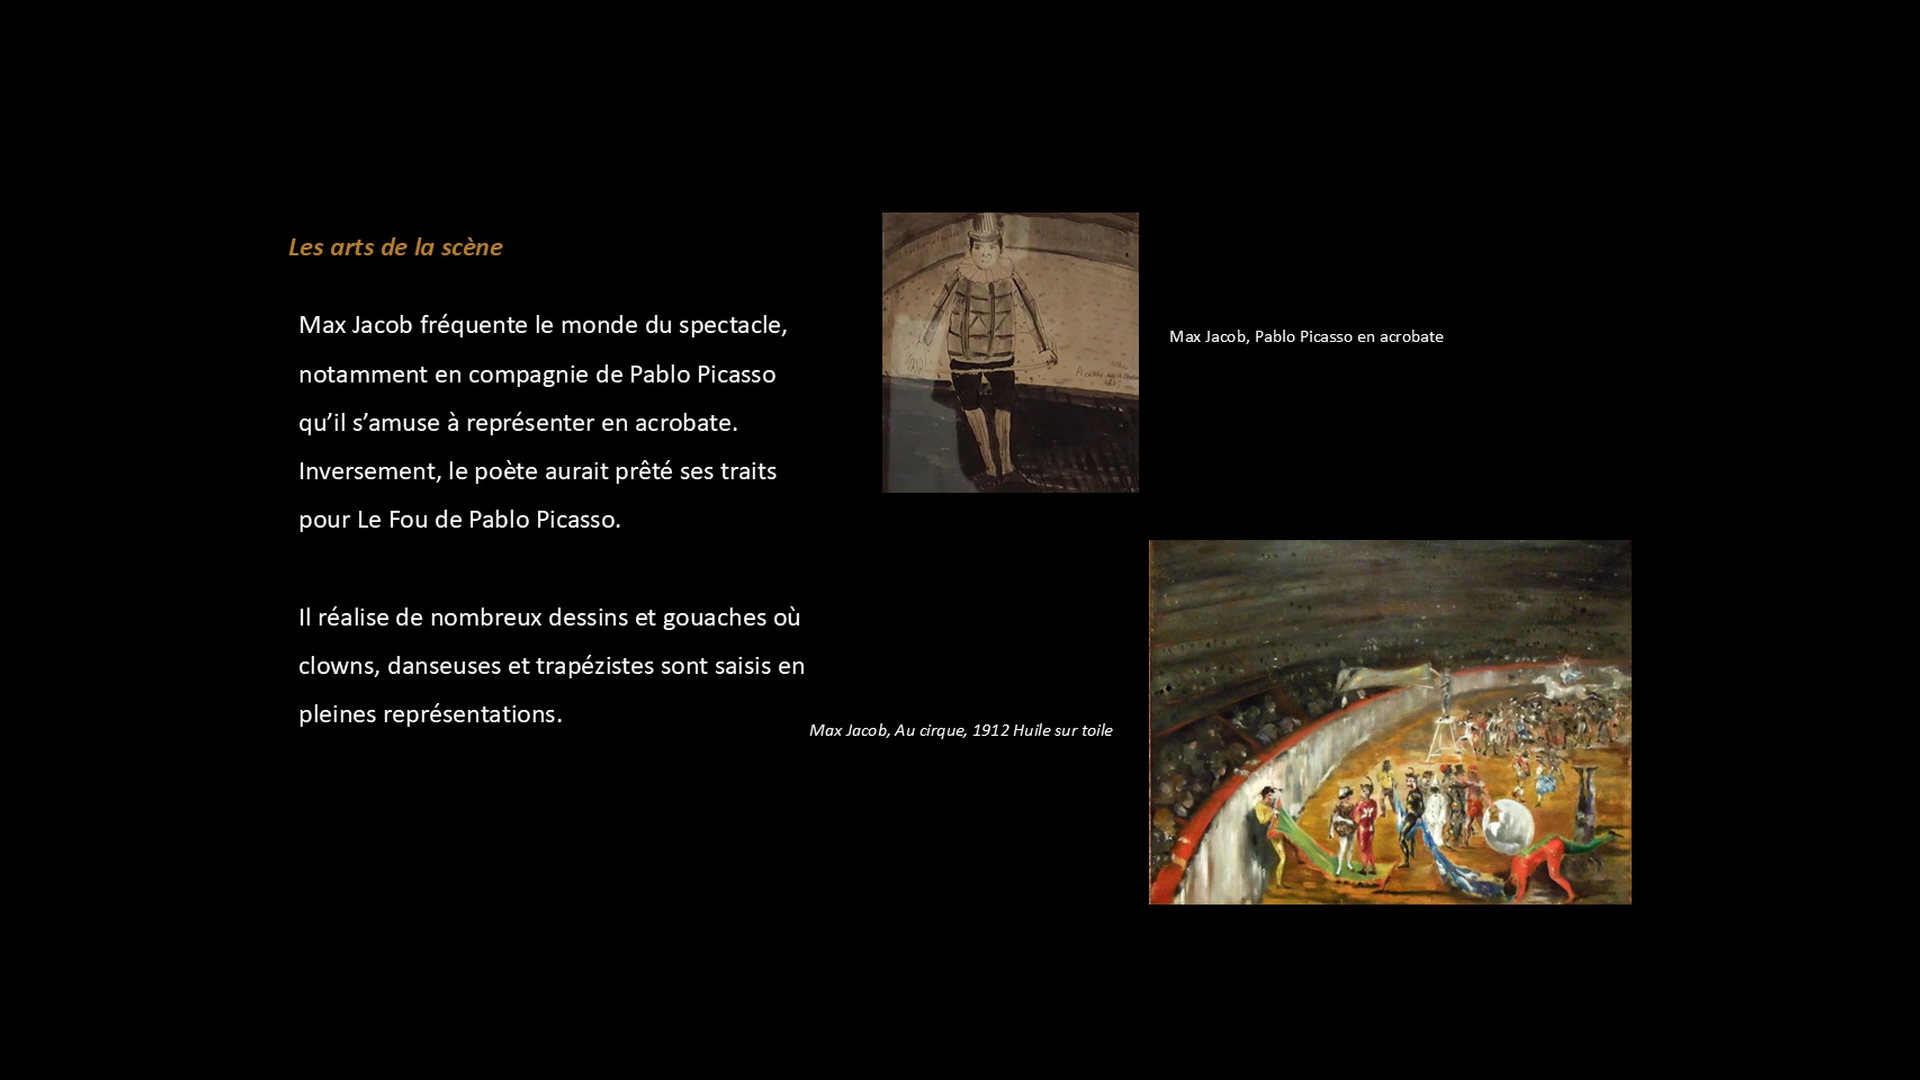 Les arts de la scène
Max Jacob fréquente le monde du spectacle,
notamment en compagnie de Pablo Picasso
qu’il s’amuse à représenter en acrobate.
Inversement, le poète aurait prêté ses traits
pour Le Fou de Pablo Picasso.
Il réalise de nombreux dessins et gouaches où
clowns, danseuses et trapézistes sont saisis en
pleines représentations.
Max Jacob, Pablo Picasso en acrobate
Max Jacob, Au cirque, 1912 Huile sur toile